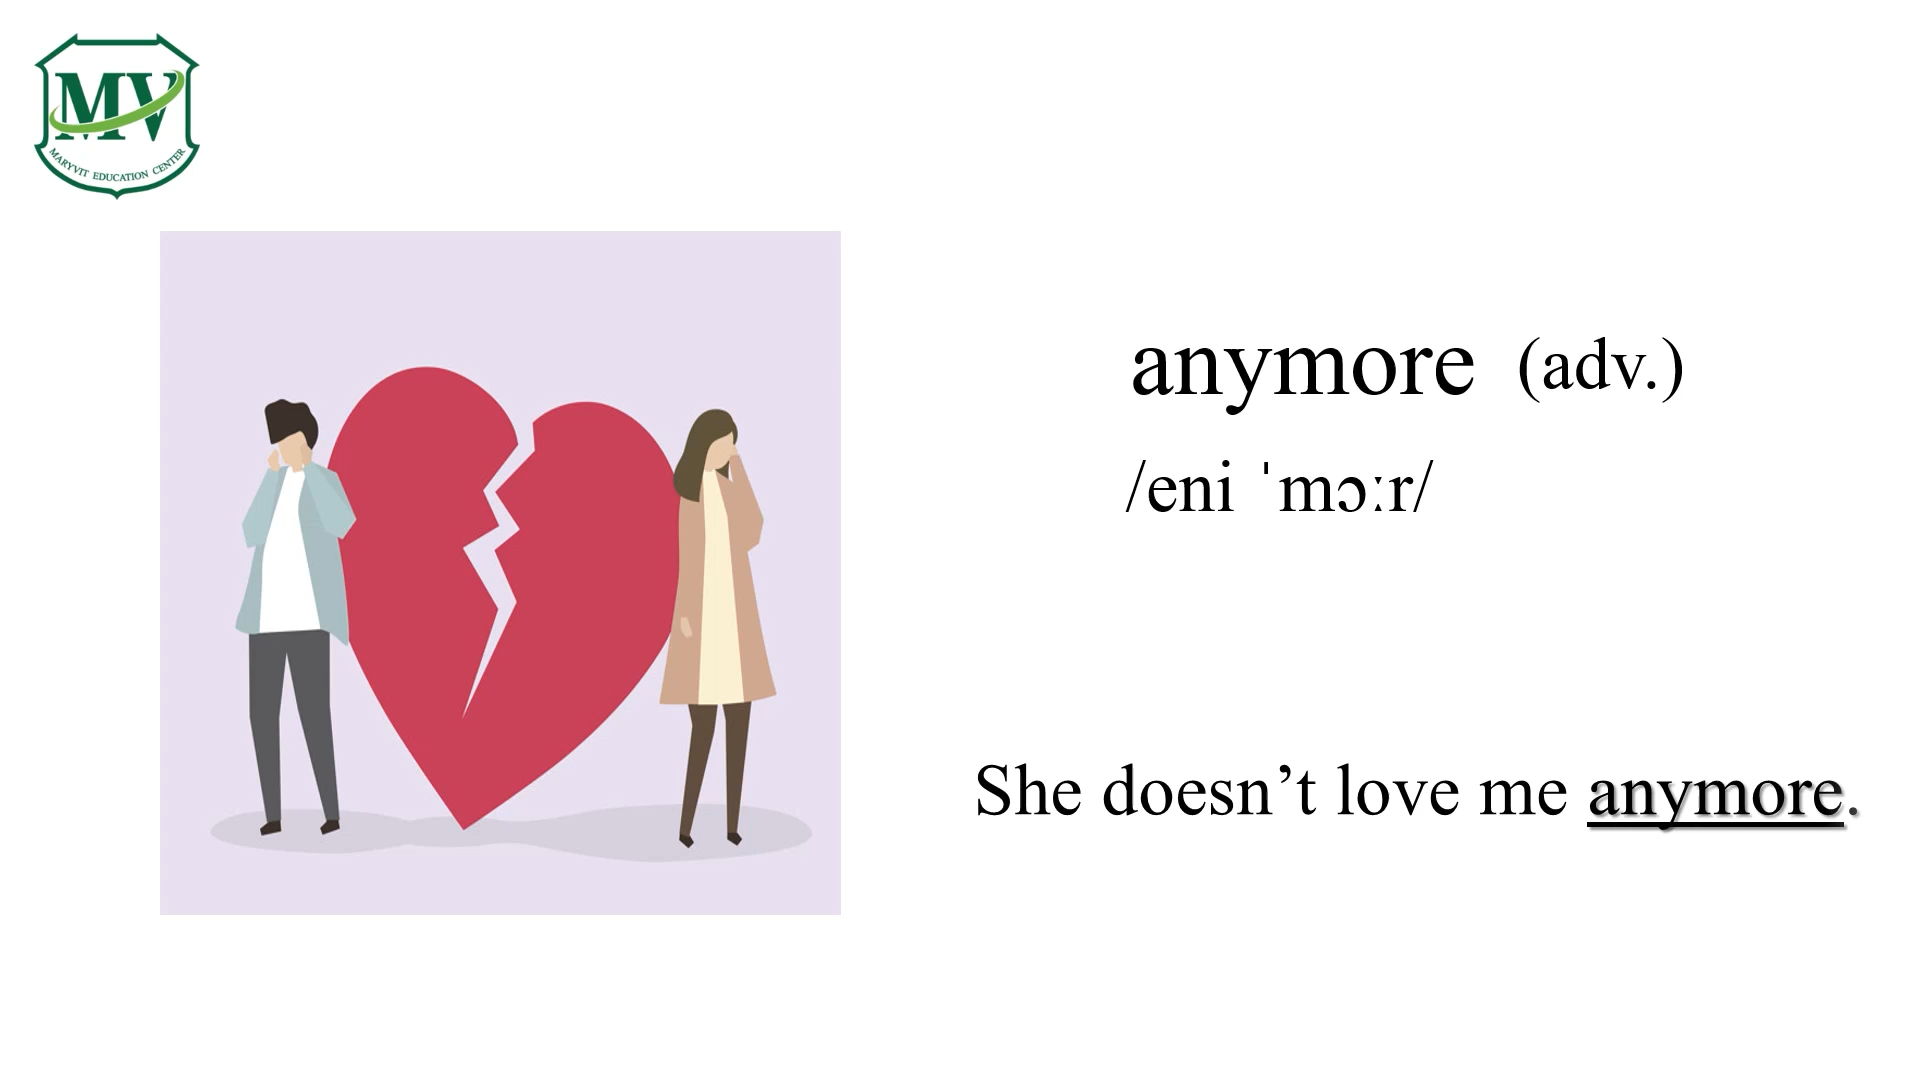 MV
MARYVIT EDUCATION CENTER
anymore (adv.)
/eni ˈmɔːr/
She doesn’t love me anymore.